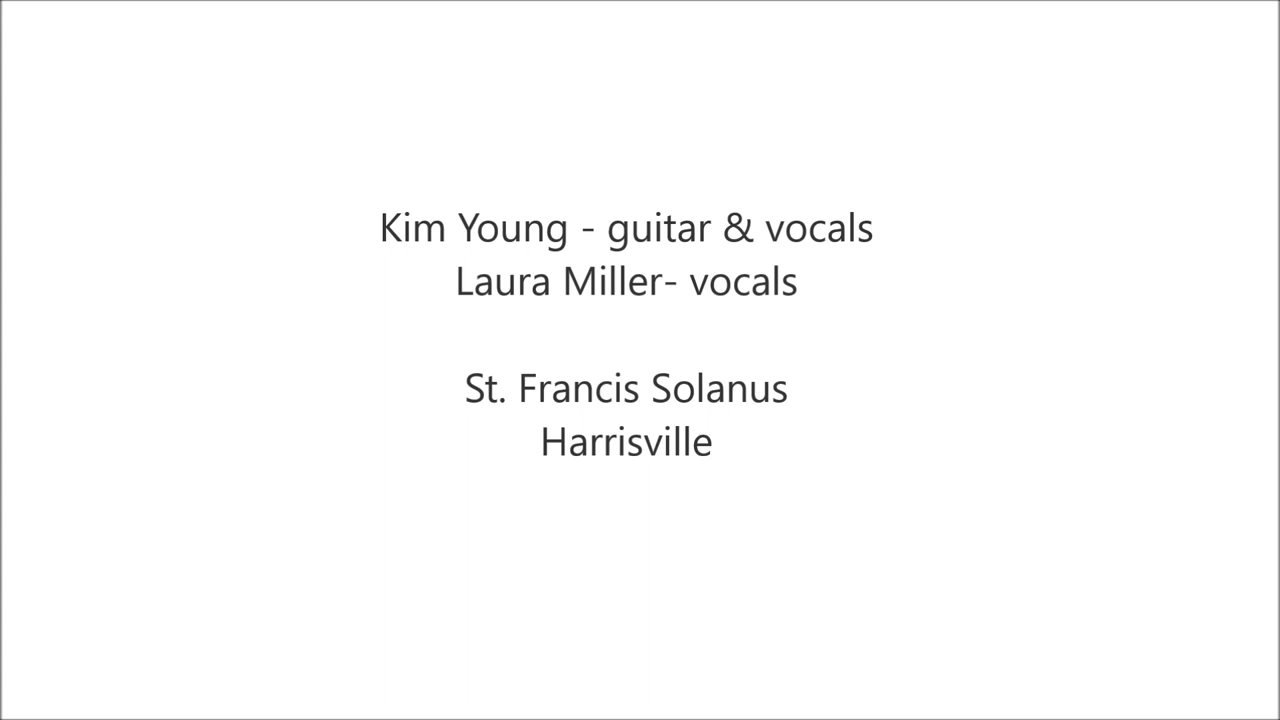 Kim Young - guitar & vocals
Laura Miller- vocals
St. Francis Solanus
Harrisville